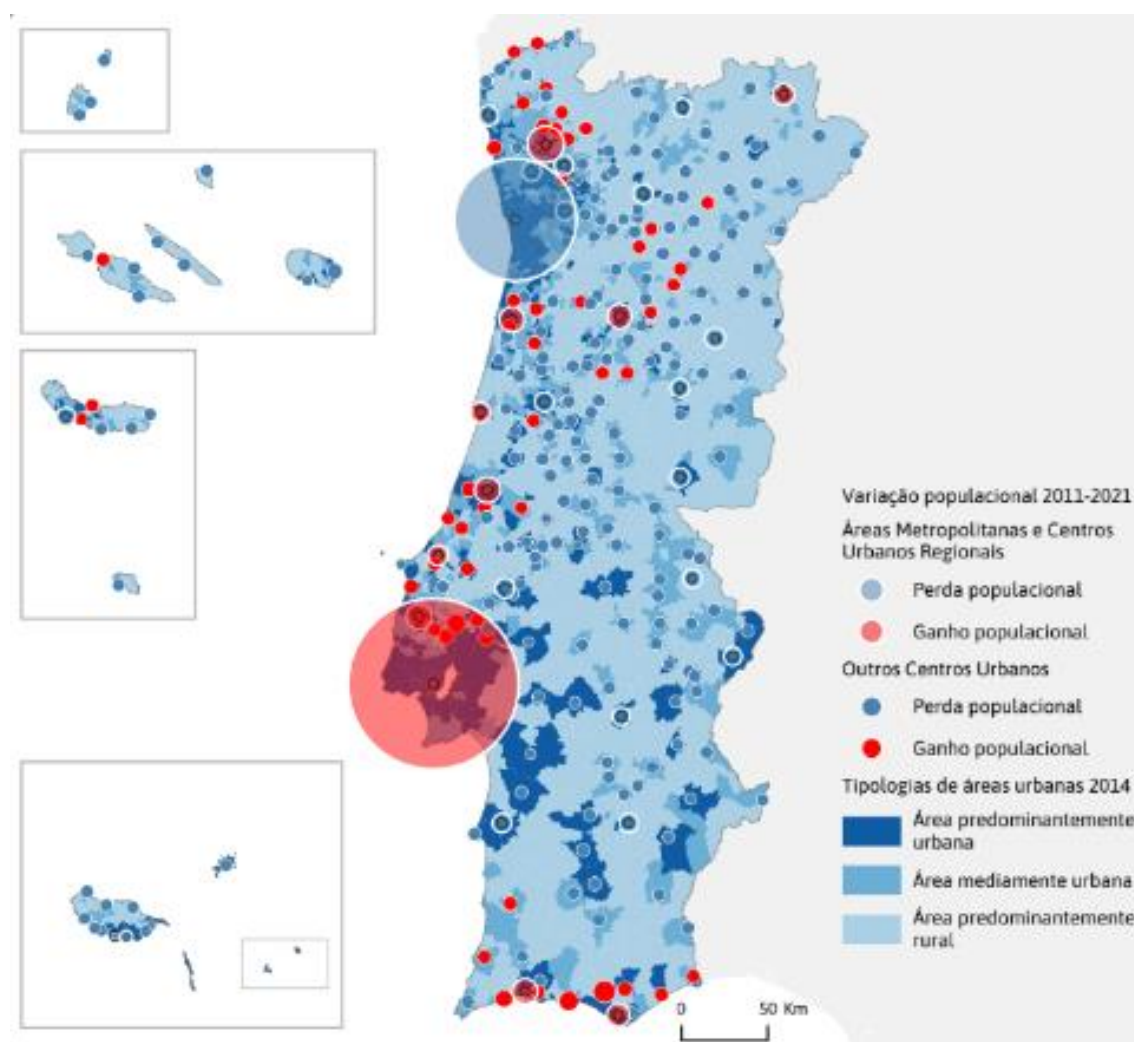 Variação populacional 2011-2021
Áreas Metropolitanas e Centros
Urbanos Regionais
Perda populacional
Ganho populacional
Outros Centros Urbanos
Perda populacional
Ganho populacional
Tipologias de áreas urbanas 2014
Área predominantemente
urbana
Área mediamente urbana
Área predominantemente
rural
0 50 Km